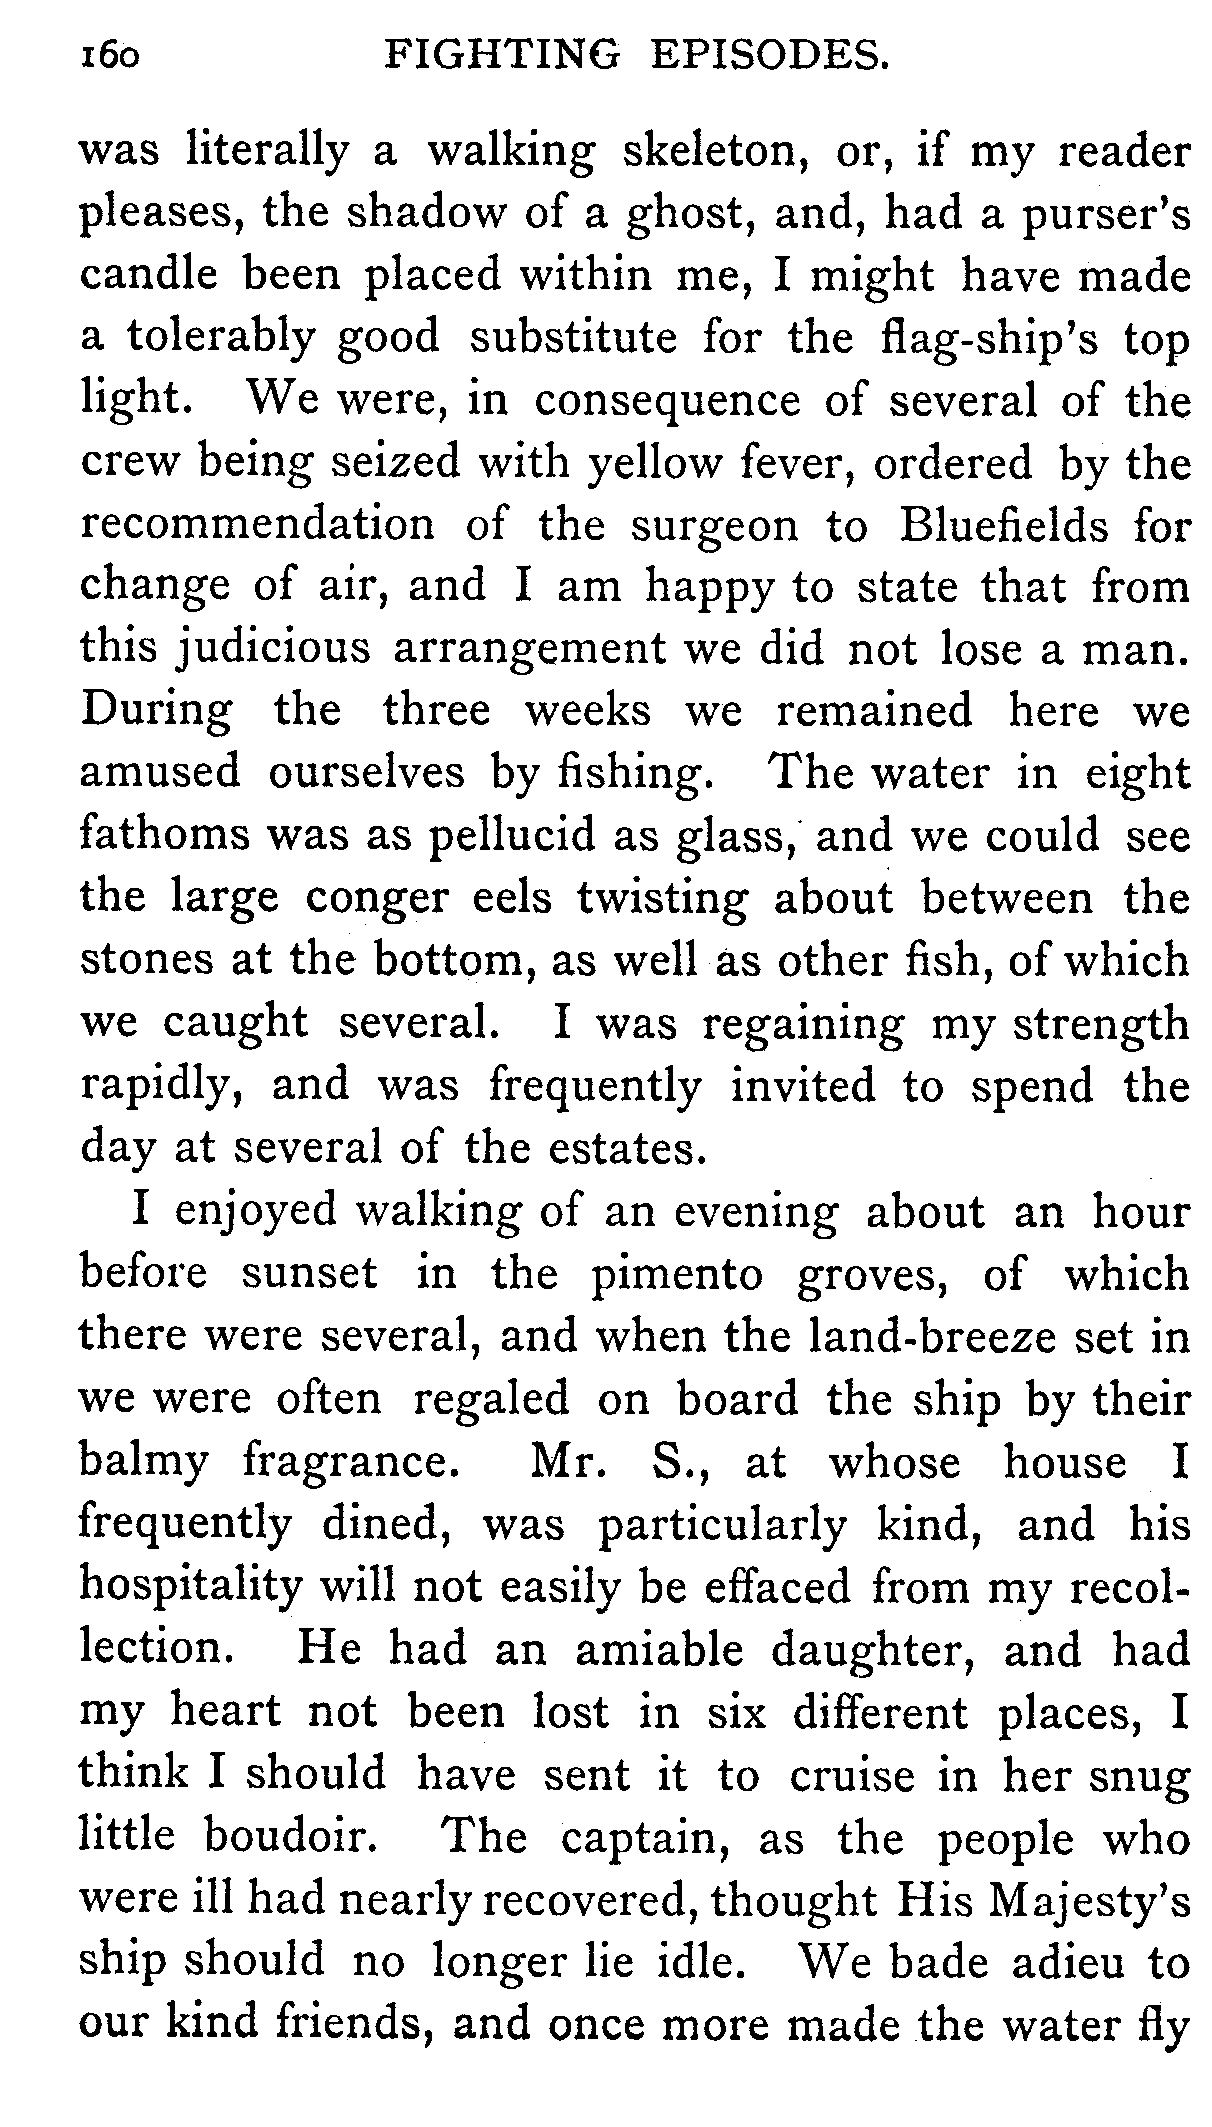 160 FIGHTING EPISODES.
was literally a walking skeleton, or, if my reader
pleases, the shadow of a ghost, and, had a purser's
candle been placed within me, I might have made
a tolerably good substitute for the flag-ship's top
light. We were, in consequence of several of the
crew being seized with yellow fever, ordered by the
recommendation of the surgeon to Bluefields for
change of air, and I am happy to state that from
this judicious arrangement we did not lose a man.
During the three weeks we remained here we
amused ourselves by fishing. The water in eight
fathoms was as pellucid as glass, and we could see
the large conger eels twisting about between the
stones at the bottom, as well as other fish, of which
we caught several. I was regaining my strength
rapidly, and was frequently invited to spend the
day at several of the estates.
I enjoyed walking of an evening about an hour
before sunset in the pimento groves, of which
there were several, and when the land-breeze set in
we were often regaled on board the ship by their
balmy fragrance. Mr. S., at whose house I
frequently dined, was particularly kind, and his
hospitality will not easily be effaced from my recol-
lection. He had an amiable daughter, and had
my heart not been lost in six different places, I
think I should have sent it to cruise in her snug
little boudoir. The captain, as the people who
were ill had nearly recovered, thought His Majesty's
ship should no longer lie idle. We bade adieu to
our kind friends, and once more made the water fly